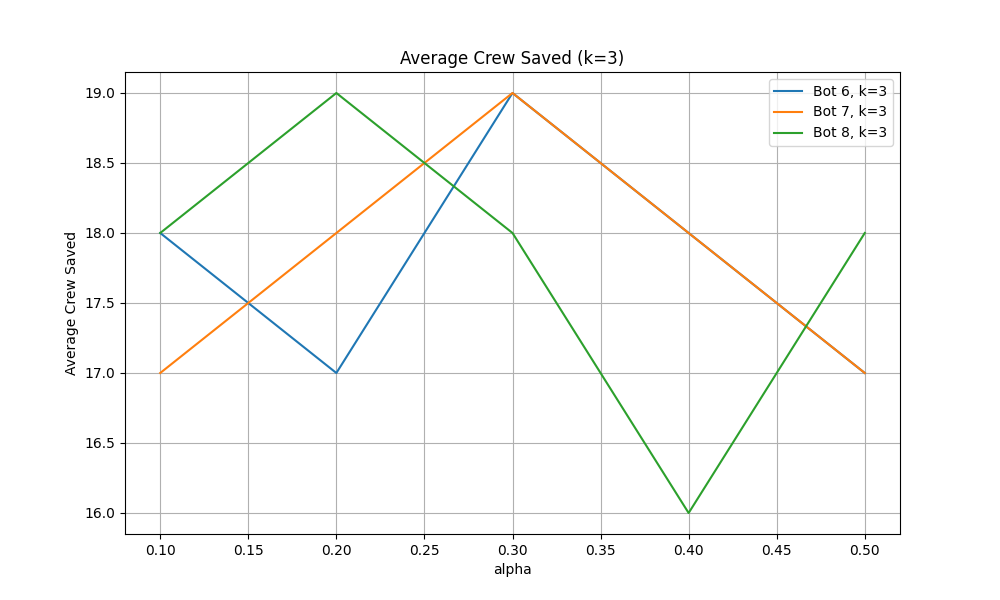 Average Crew Saved (k=3)
Bot 6, k=3
Bot 7, k=3
Bot 8, k=3
Average Crew Saved
19.0
18.5
18.0
17.5
17.0
16.5
16.0
0.10 0.15 0.20 0.25 0.30 0.35 0.40 0.45 0.50
alpha